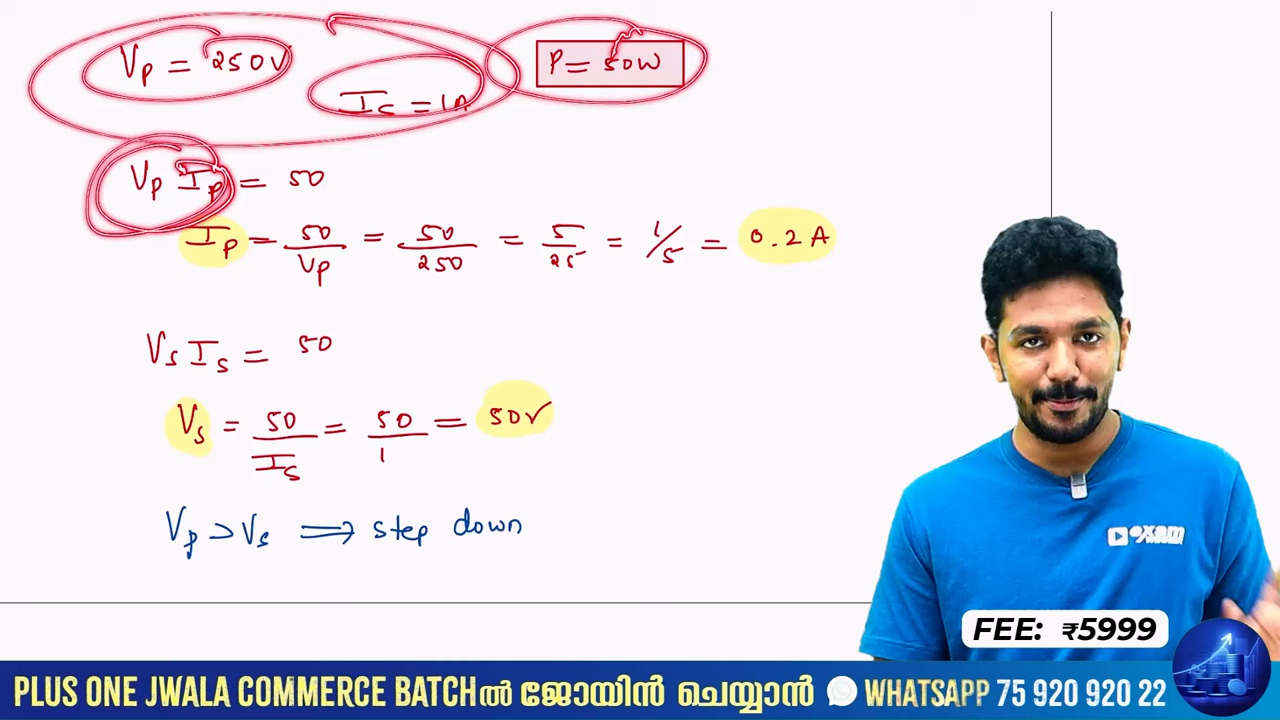 Vp = 250V
P = 50W
Is = 1A
Vp Ip = 50
Ip = 50/Vp = 50/250 = 5/25 = 1/5 = 0.2 A
Vs Is = 50
Vs = 50/Is = 50/1 = 50V
Vp > Vs ⟹ step down
exam
FEE: ₹5999
PLUS ONE JWALA COMMERCE BATCHൽ ജോയിൻ ചെയ്യാൻ WHATSAPP 75 920 920 22